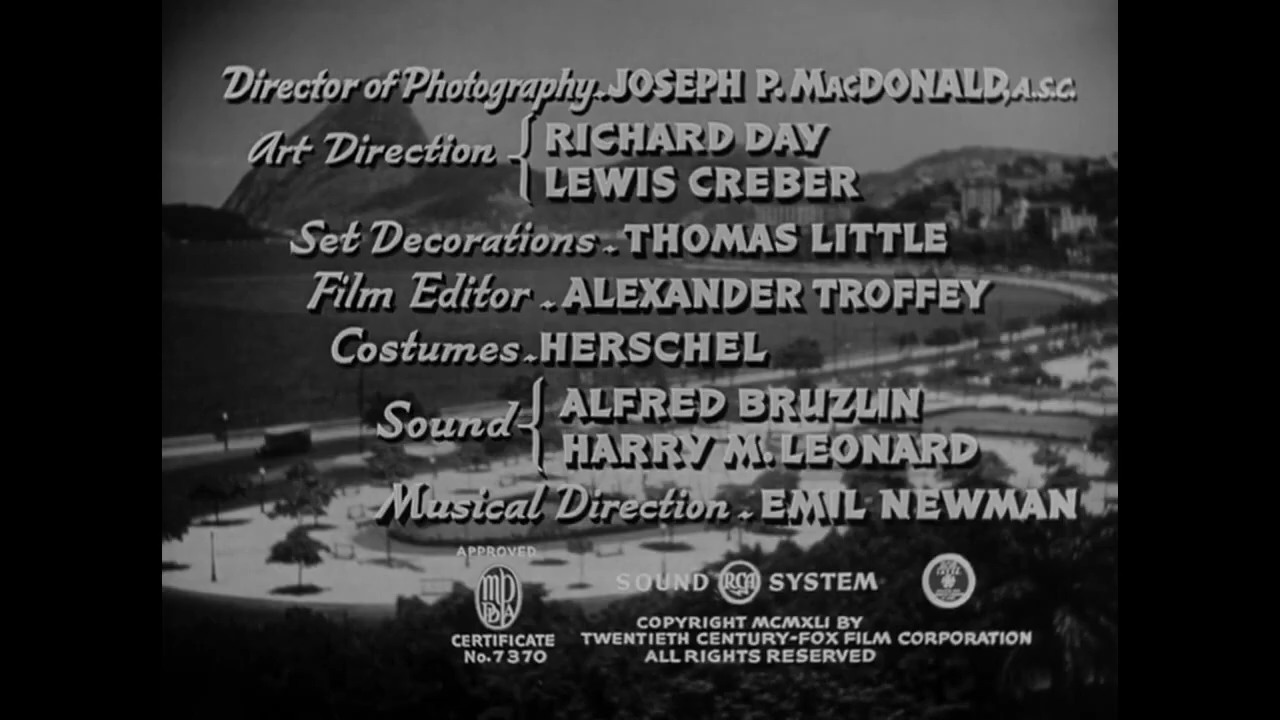 Director of Photography.. JOSEPH P. MACDONALD, A.S.C.
Art Direction { RICHARD DAY
LEWIS CREBER
Set Decorations .. THOMAS LITTLE
Film Editor .. ALEXANDER TROFFEY
Costumes .. HERSCHEL
Sound { ALFRED BRUZLIN
HARRY M. LEONARD
Musical Direction .. EMIL NEWMAN
APPROVED
MPPDA
CERTIFICATE
No. 7370
SOUND RCA SYSTEM
COPYRIGHT MCMXLI BY
TWENTIETH CENTURY-FOX FILM CORPORATION
ALL RIGHTS RESERVED